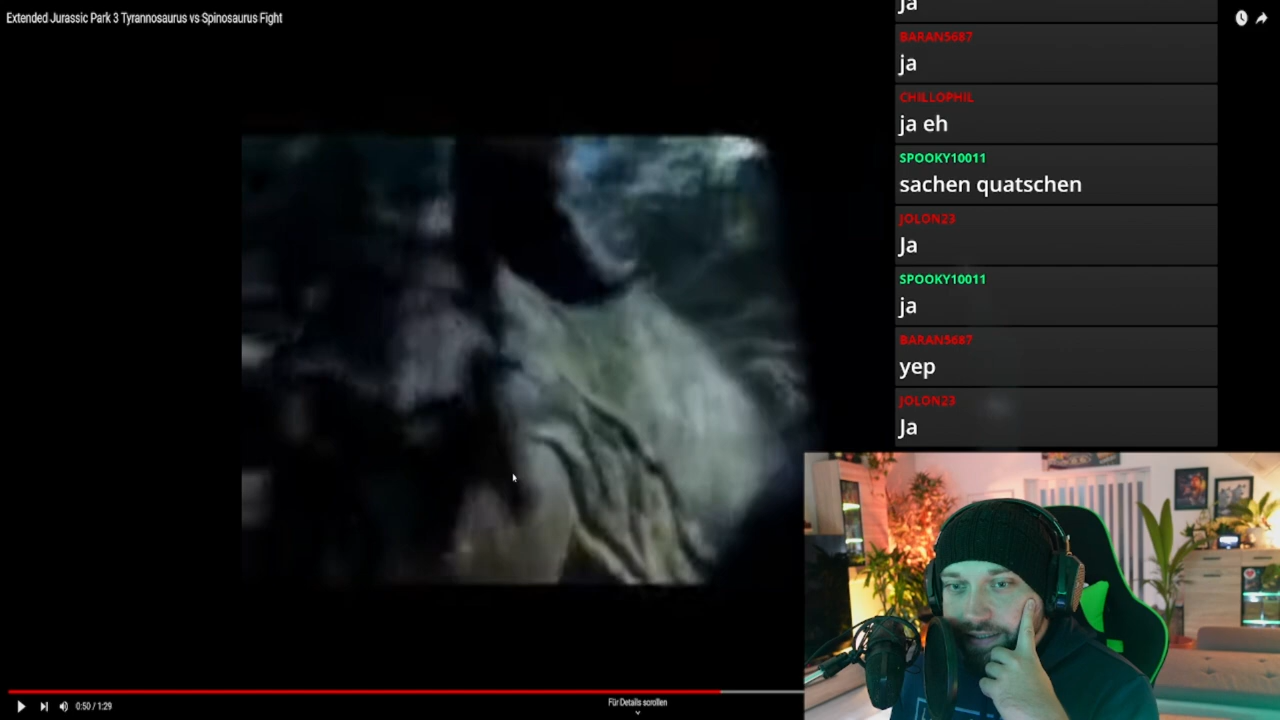 Extended Jurassic Park 3 Tyrannosaurus vs Spinosaurus Fight
ja
BARAN5687
ja
CHILLOPHIL
ja eh
SPOOKY10011
sachen quatschen
JOLON23
Ja
SPOOKY10011
ja
BARAN5687
yep
JOLON23
Ja
0:50 / 1:29
Für Details scrollen